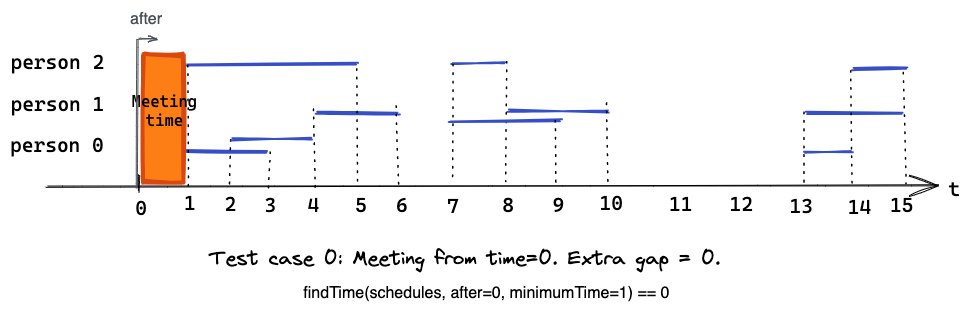 after
person 2
person 1
person 0
Meeting
time
0 1 2 3 4 5 6 7 8 9 10 11 12 13 14 15
t
Test case 0: Meeting from time=0. Extra gap = 0.
findTime(schedules, after=0, minimumTime=1) == 0